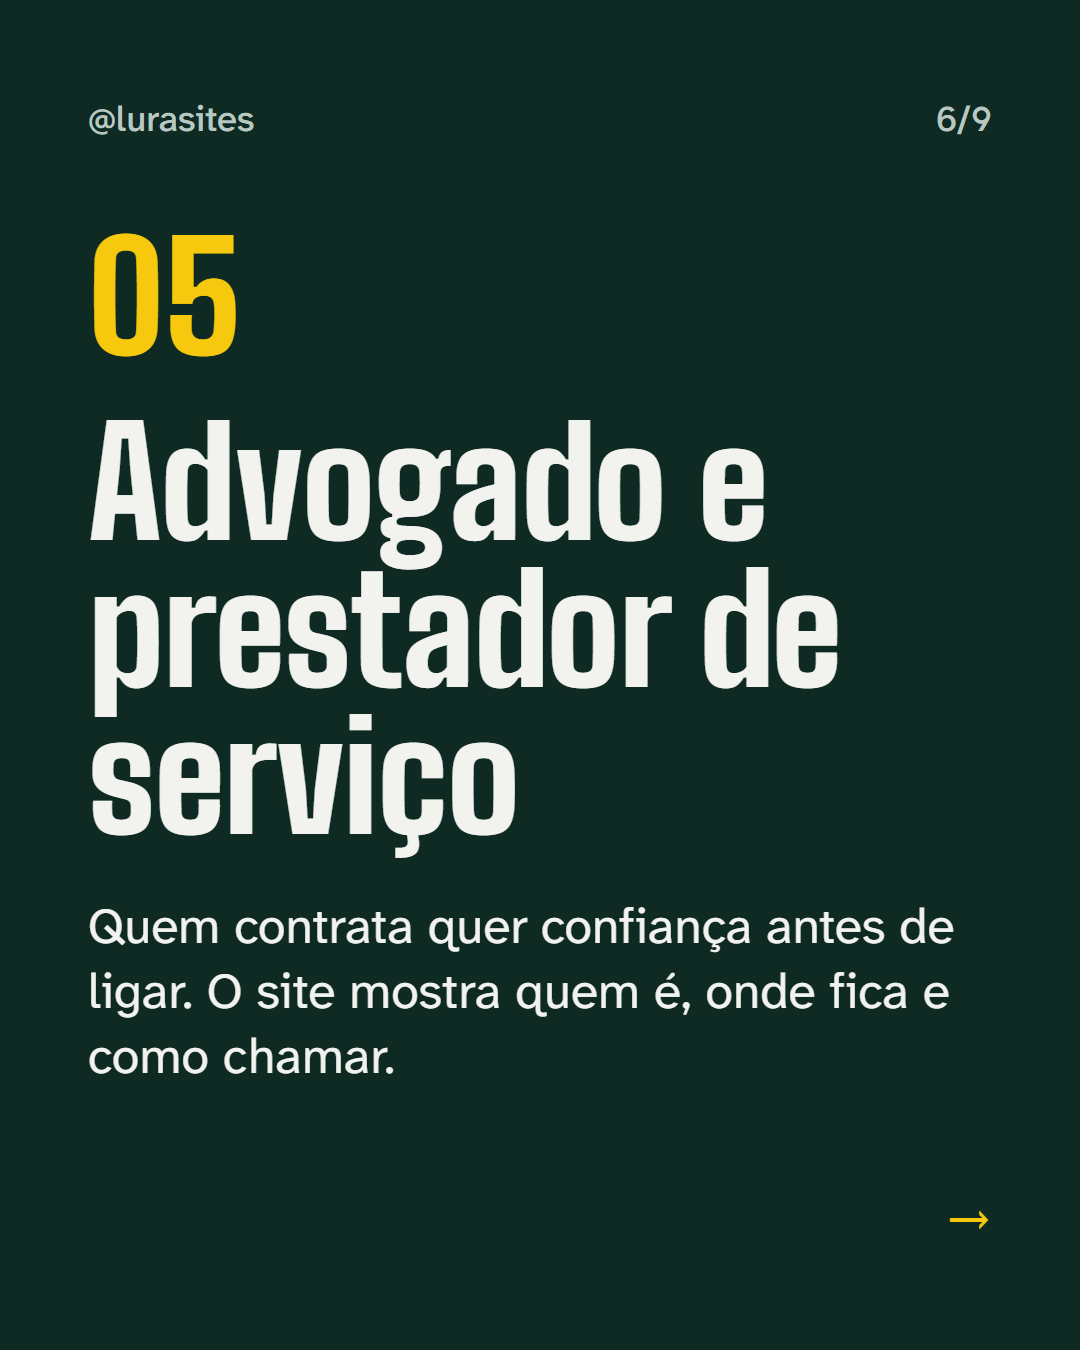 @lurasites
6/9
05
Advogado e
prestador de
serviço
Quem contrata quer confiança antes de
ligar. O site mostra quem é, onde fica e
como chamar.
→